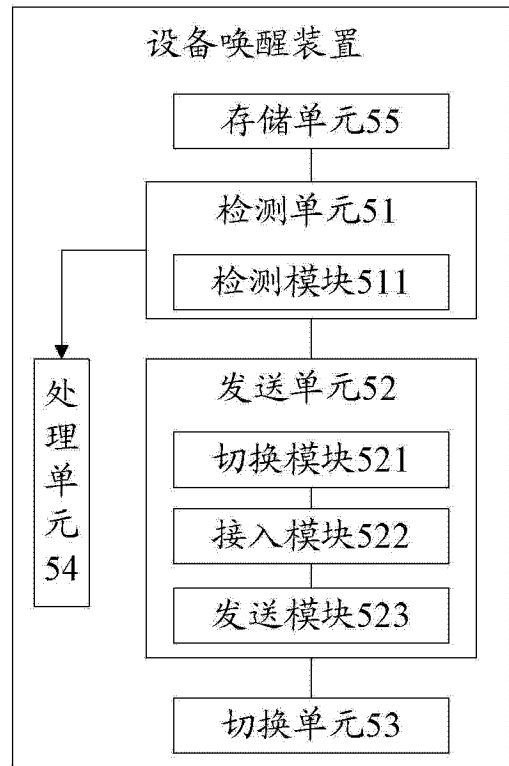 设备唤醒装置
存储单元55
检测单元51
检测模块511
发送单元52
切换模块521
接入模块522
发送模块523
处理单元54
切换单元53